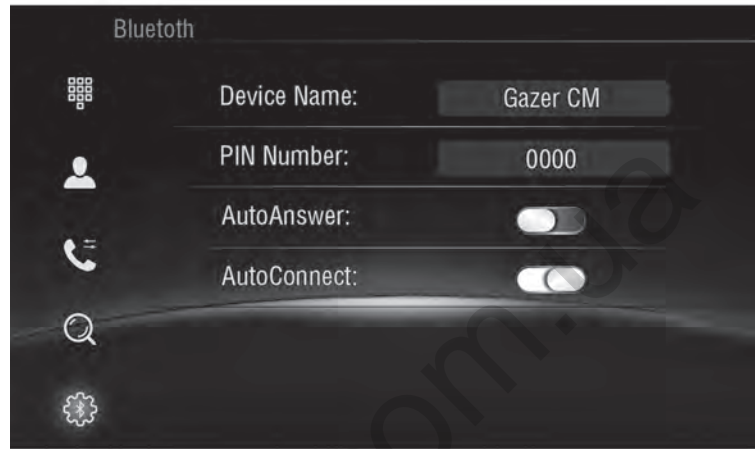 Bluetoth
Device Name: Gazer CM
PIN Number: 0000
AutoAnswer:
AutoConnect: